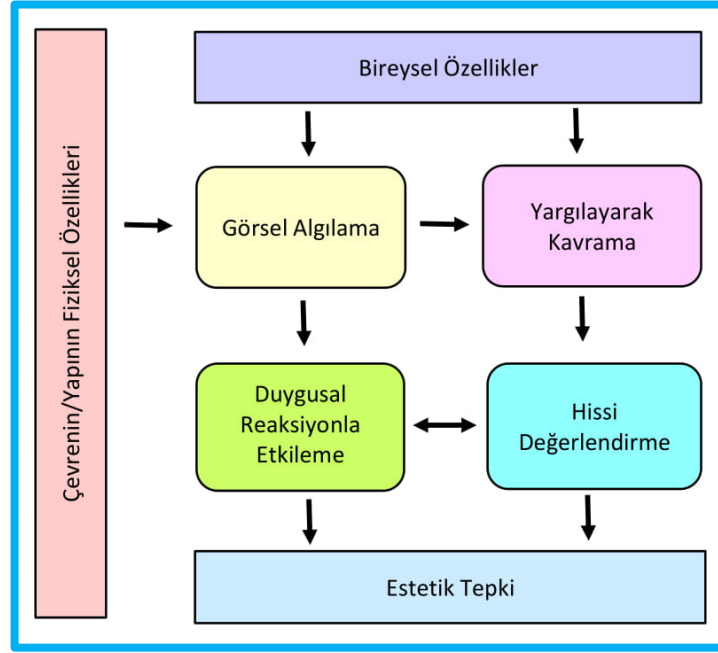 Çevrenin/Yapının Fiziksel Özellikleri
Bireysel Özellikler
Görsel Algılama
Yargılayarak
Kavrama
Duygusal
Reaksiyonla
Etkileme
Hissi
Değerlendirme
Estetik Tepki